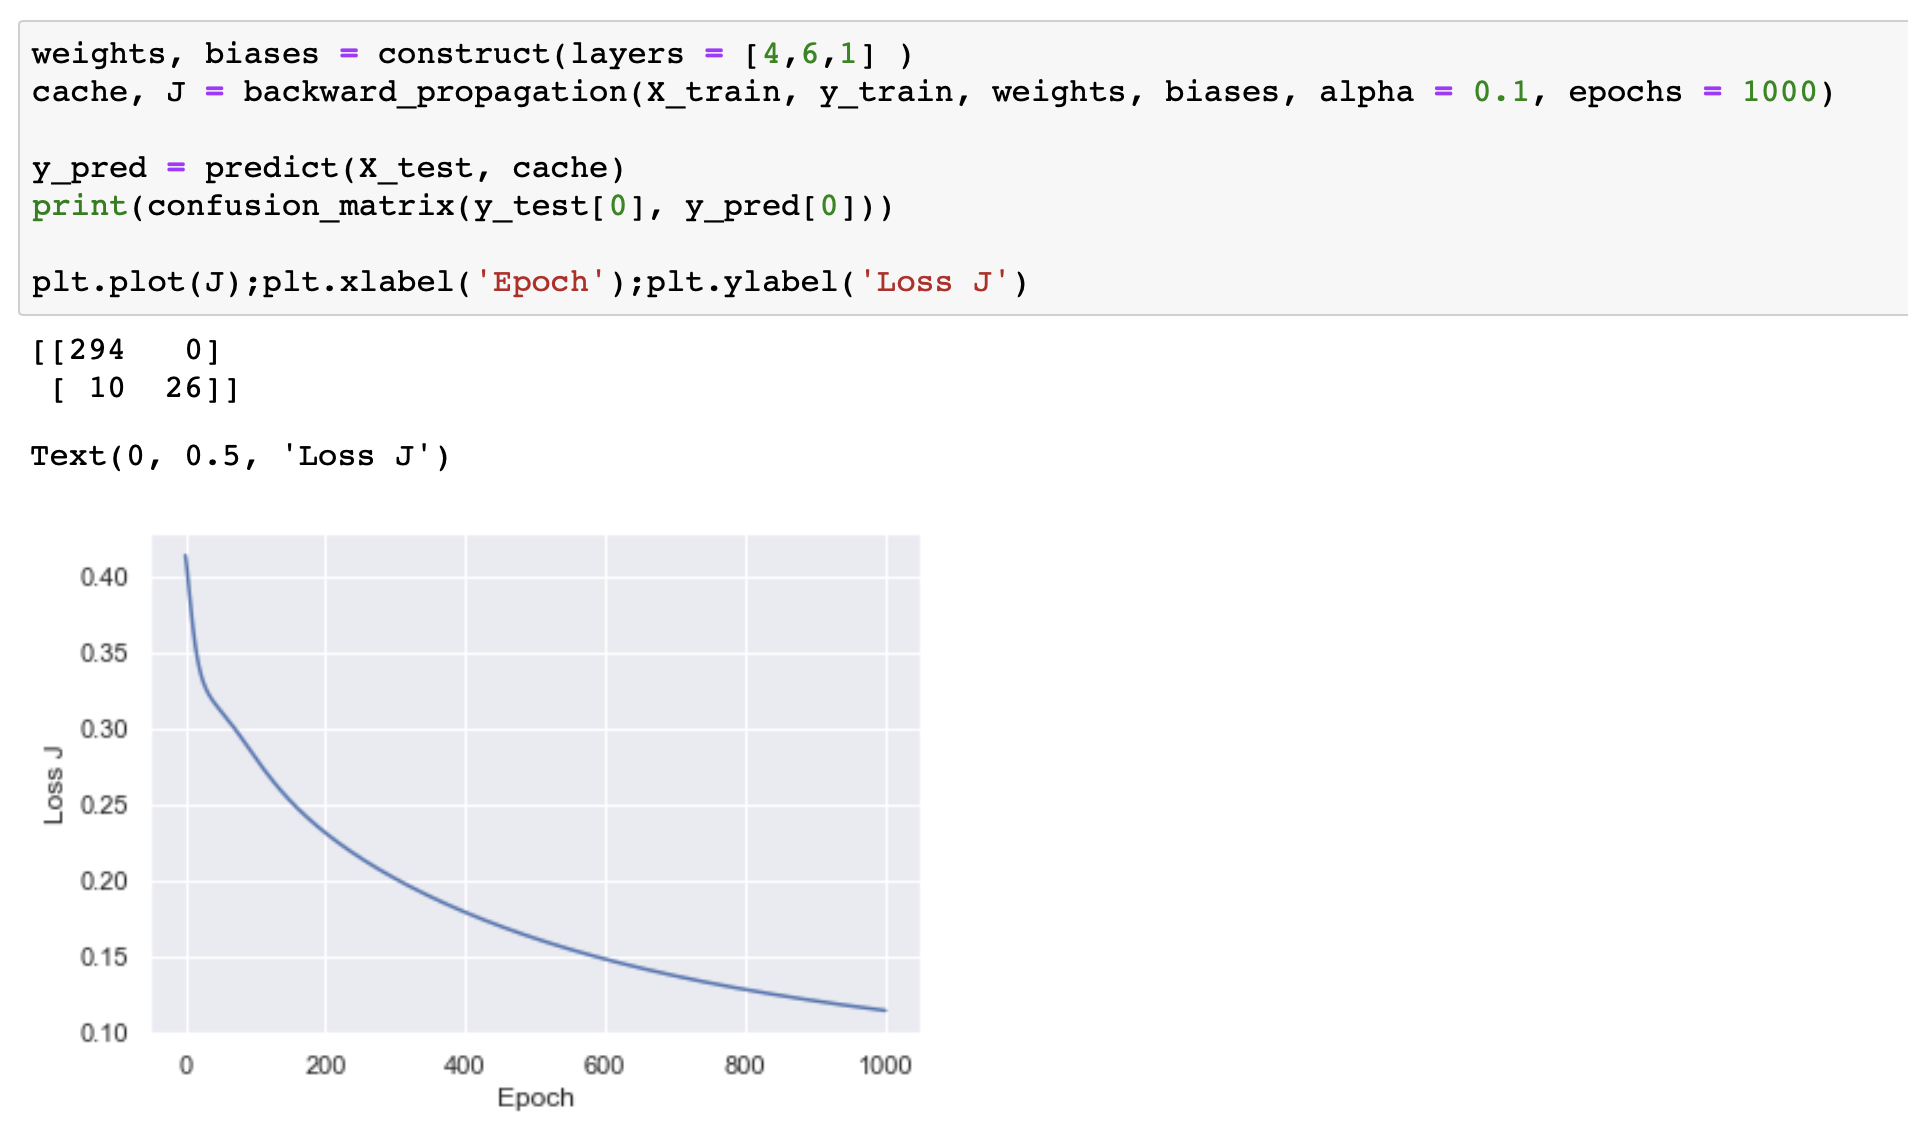 weights, biases = construct(layers = [4,6,1] )
cache, J = backward_propagation(X_train, y_train, weights, biases, alpha = 0.1, epochs = 1000)
y_pred = predict(X_test, cache)
print(confusion_matrix(y_test[0], y_pred[0]))
plt.plot(J);plt.xlabel('Epoch');plt.ylabel('Loss J')
[[294   0]
 [ 10  26]]
Text(0, 0.5, 'Loss J')
0.40
0.35
0.30
0.25
0.20
0.15
0.10
Loss J
0 200 400 600 800 1000
Epoch